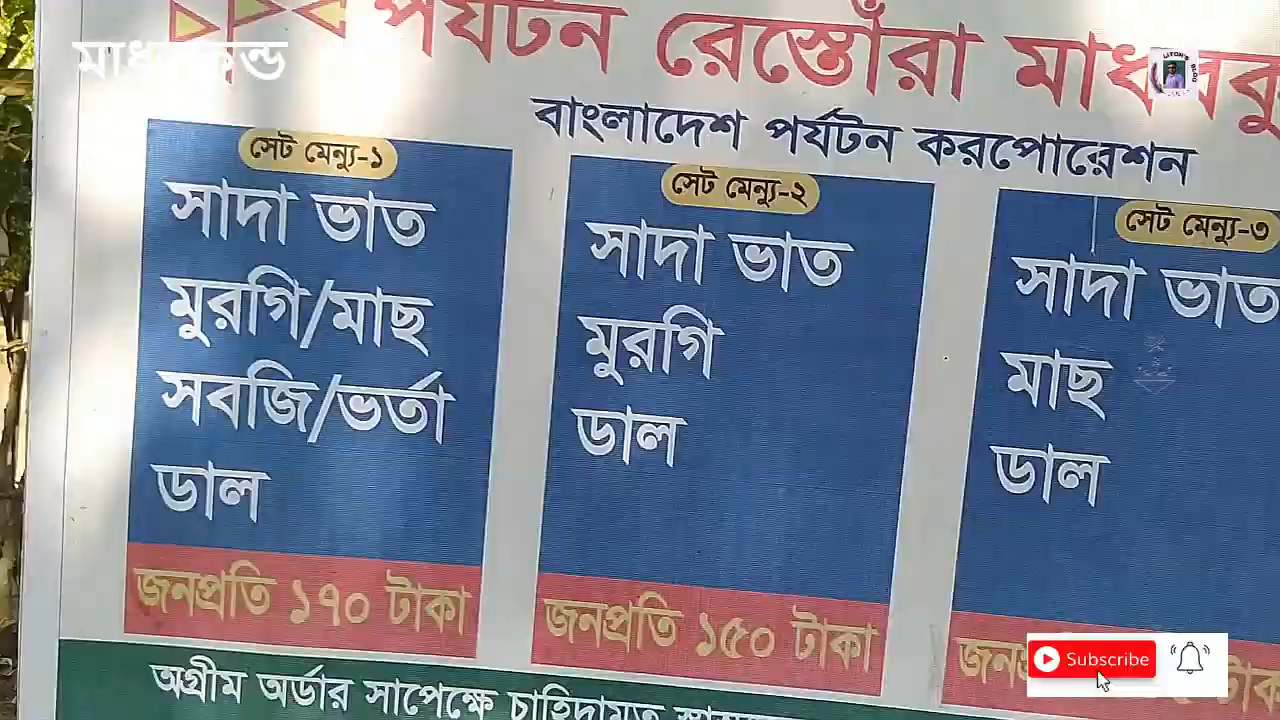 পর্যটন রেস্তোঁরা মাধবকু
বাংলাদেশ পর্যটন করপোরেশন
সেট মেন্যু-১
সাদা ভাত
মুরগি/মাছ
সবজি/ভর্তা
ডাল
জনপ্রতি ১৭০ টাকা
সেট মেন্যু-২
সাদা ভাত
মুরগি
ডাল
জনপ্রতি ১৫০ টাকা
সেট মেন্যু-৩
সাদা ভাত
মাছ
ডাল
অগ্রীম অর্ডার সাপেক্ষে চাহিদামত
Subscribe